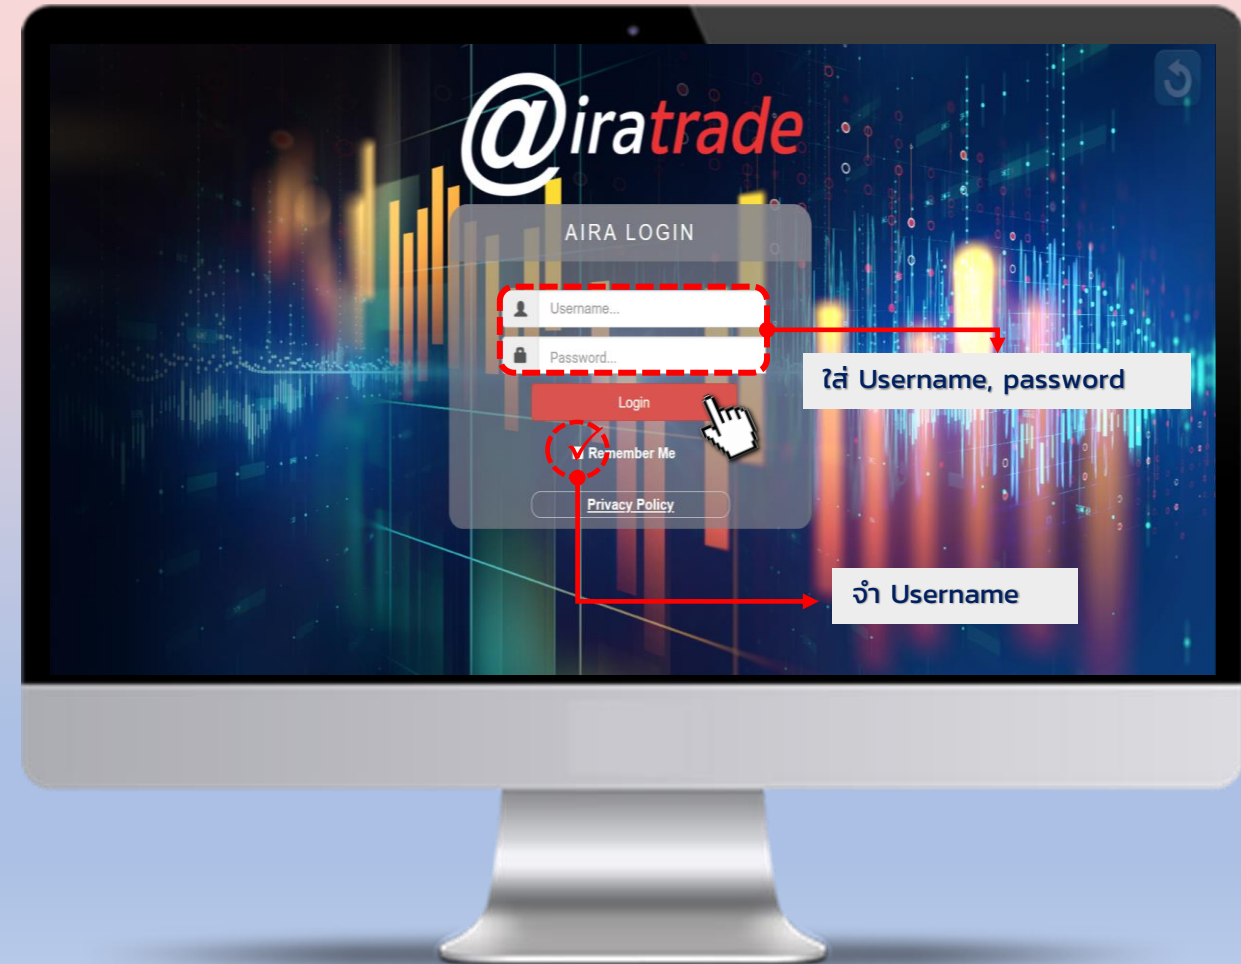 @iratrade
AIRA LOGIN
Username...
Password...
ใส่ Username, password
Login
Remember Me
Privacy Policy
จำ Username